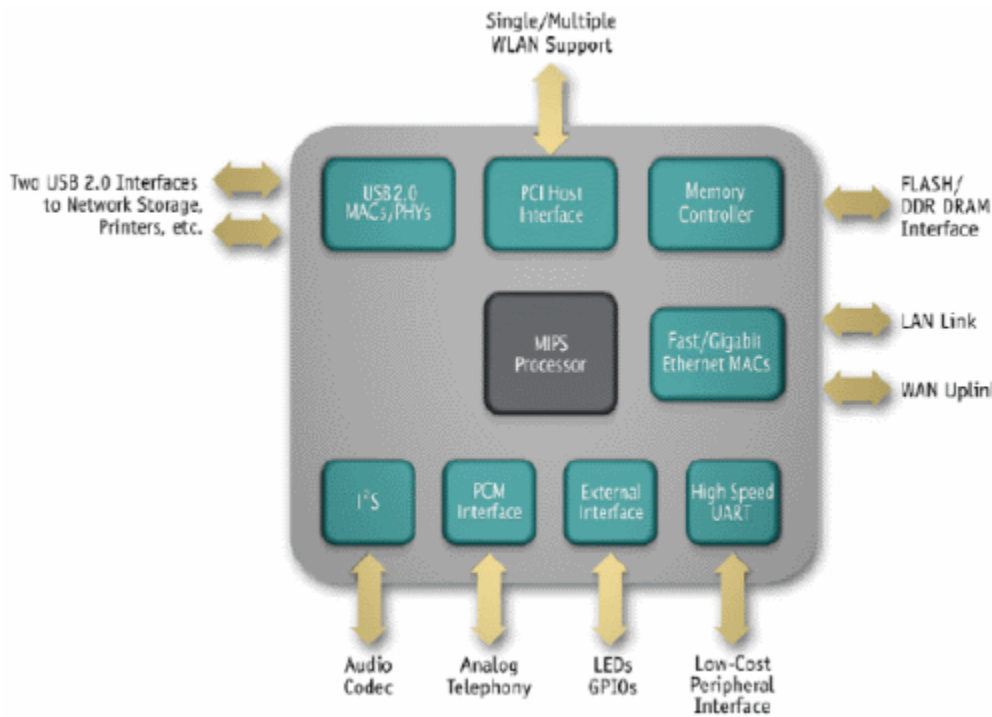 Single/Multiple
WLAN Support
Two USB 2.0 Interfaces
to Network Storage,
Printers, etc.
USB 2.0
MACs/PHYs
PCI Host
Interface
Memory
Controller
FLASH/
DDR DRAM
Interface
MIPS
Processor
Fast/Gigabit
Ethernet MACs
LAN Link
WAN Uplink
I²S
PCM
Interface
External
Interface
High Speed
UART
Audio
Codec
Analog
Telephony
LEDs
GPIOs
Low-Cost
Peripheral
Interface